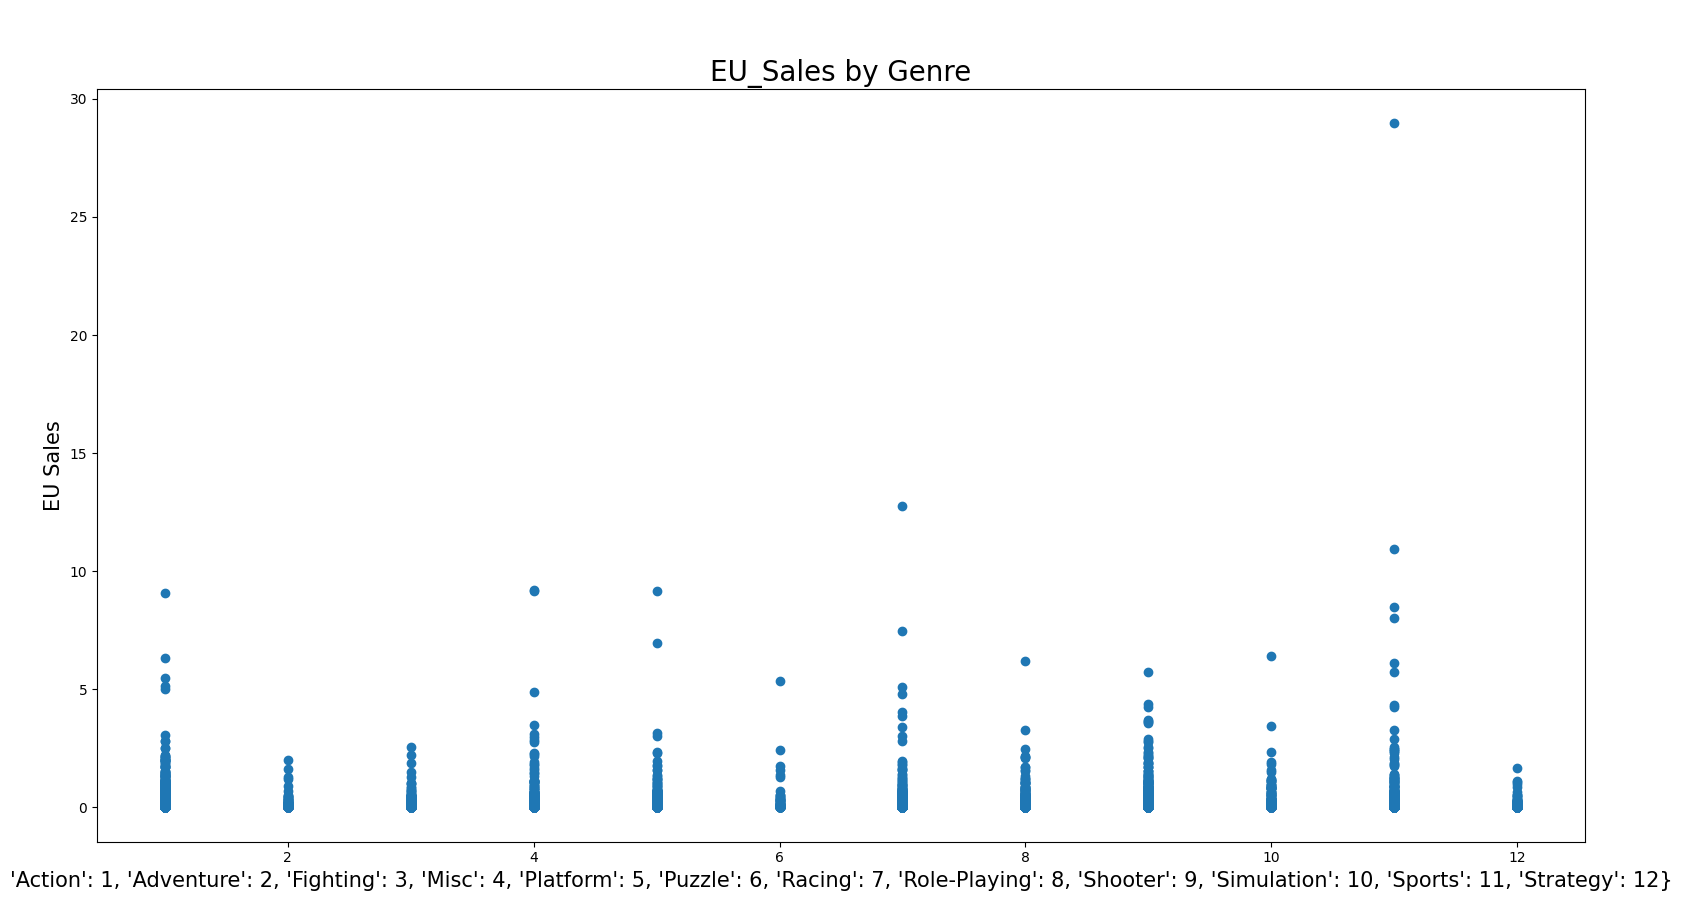 EU_Sales by Genre
30
25
20
15
10
5
0
EU Sales
2 4 6 8 10 12
'Action': 1, 'Adventure': 2, 'Fighting': 3, 'Misc': 4, 'Platform': 5, 'Puzzle': 6, 'Racing': 7, 'Role-Playing': 8, 'Shooter': 9, 'Simulation': 10, 'Sports': 11, 'Strategy': 12}